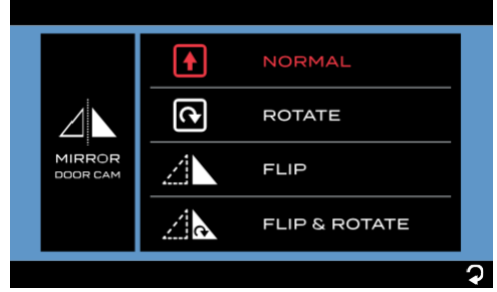 MIRROR
DOOR CAM
NORMAL
ROTATE
FLIP
FLIP & ROTATE